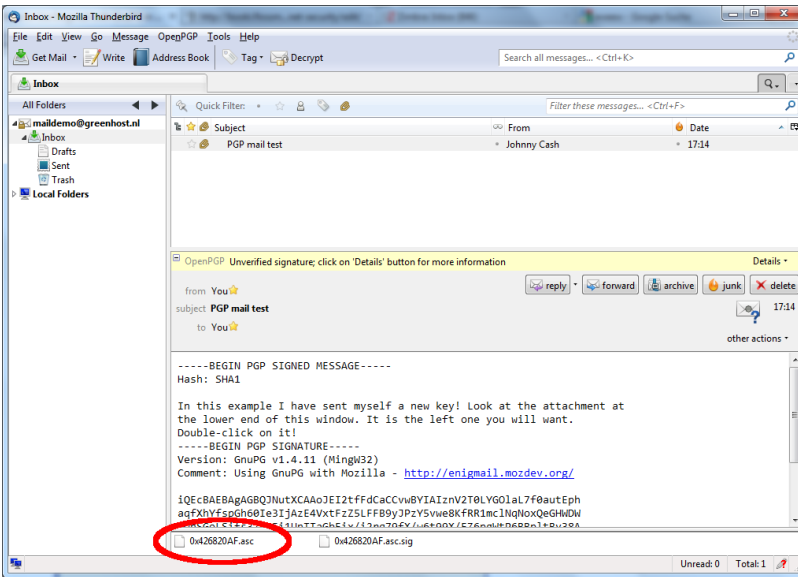 Inbox - Mozilla Thunderbird
File Edit View Go Message OpenPGP Tools Help
Get Mail Write Address Book Tag Decrypt Search all messages... <Ctrl+K>
Inbox
All Folders Quick Filter: Filter these messages... <Ctrl+F>
maildemo@greenhost.nl
Inbox
Drafts
Sent
Trash
Local Folders
Subject From Date
PGP mail test Johnny Cash 17:14
OpenPGP Unverified signature; click on 'Details' button for more information Details
from You reply forward archive junk delete
subject PGP mail test 17:14
to You
other actions
-----BEGIN PGP SIGNED MESSAGE-----
Hash: SHA1
In this example I have sent myself a new key! Look at the attachment at
the lower end of this window. It is the left one you will want.
Double-click on it!
-----BEGIN PGP SIGNATURE-----
Version: GnuPG v1.4.11 (MingW32)
Comment: Using GnuPG with Mozilla - http://enigmail.mozdev.org/
0x426820AF.asc 0x426820AF.asc.sig
Unread: 0 Total: 1